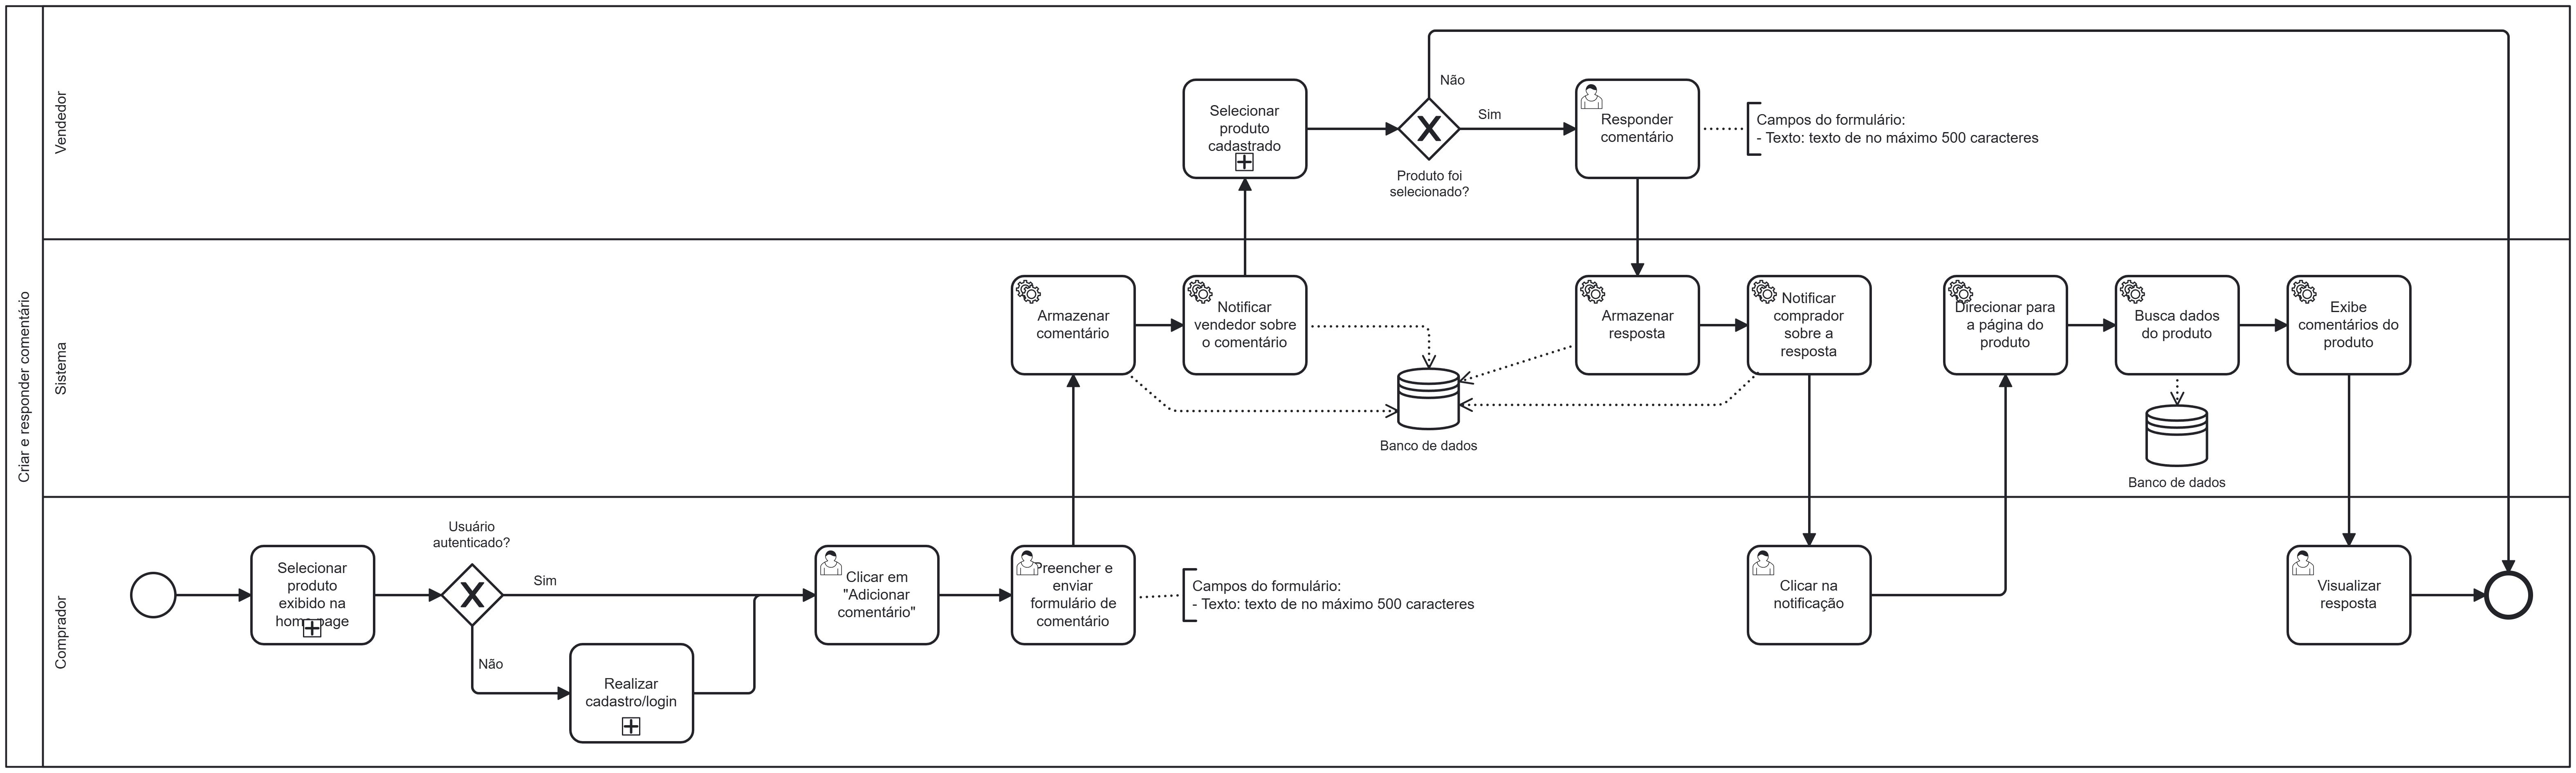 Criar e responder comentário
Vendedor
Selecionar
produto
cadastrado
Não
Sim
Produto foi
selecionado?
Responder
comentário
Campos do formulário:
- Texto: texto de no máximo 500 caracteres
Sistema
Armazenar
comentário
Notificar
vendedor sobre
o comentário
Banco de dados
Armazenar
resposta
Notificar
comprador
sobre a
resposta
Direcionar para
a página do
produto
Busca dados
do produto
Banco de dados
Exibe
comentários do
produto
Comprador
Selecionar
produto
exibido na
home page
Usuário
autenticado?
Sim
Não
Realizar
cadastro/login
Clicar em
"Adicionar
comentário"
Preencher e
enviar
formulário de
comentário
Campos do formulário:
- Texto: texto de no máximo 500 caracteres
Clicar na
notificação
Visualizar
resposta